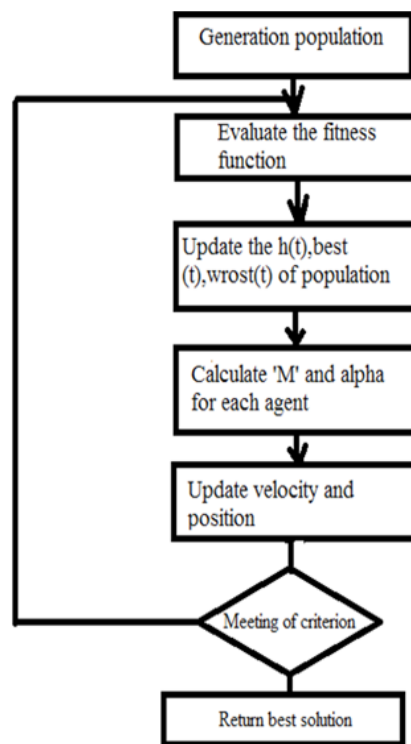 Generation population
Evaluate the fitness
function
Update the h(t),best
(t),wrost(t) of population
Calculate 'M' and alpha
for each agent
Update velocity and
position
Meeting of criterion
Return best solution